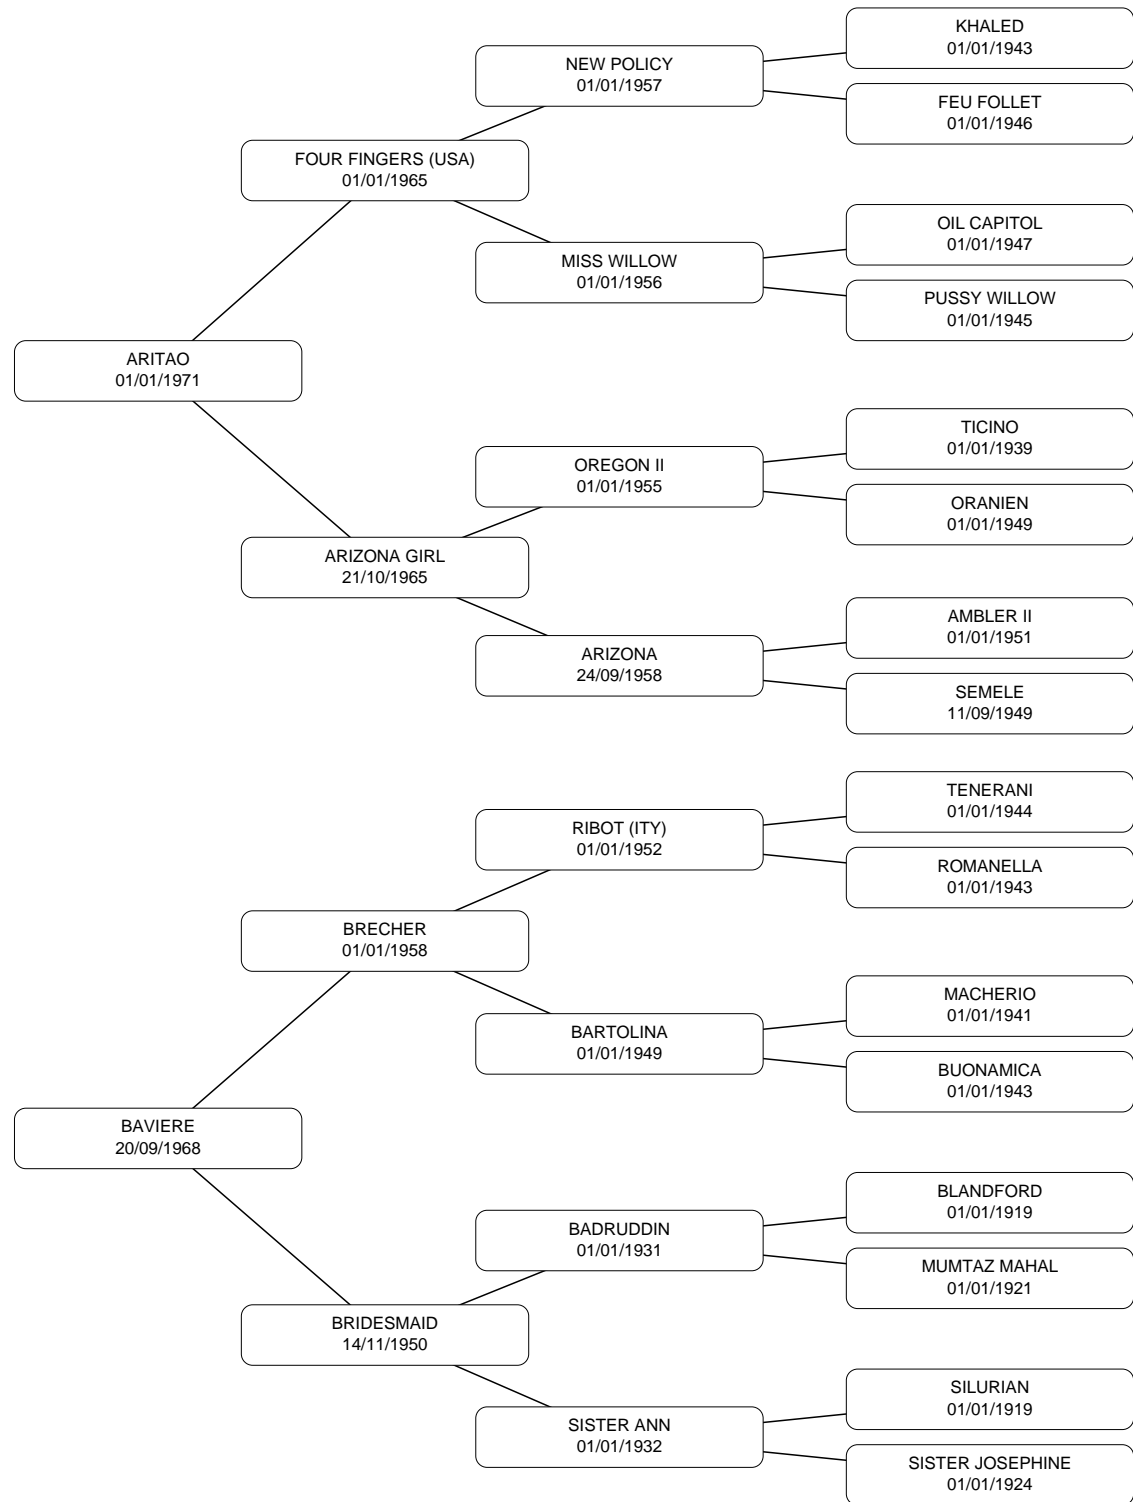 KHALED
01/01/1943
NEW POLICY
01/01/1957
FEU FOLLET
01/01/1946
FOUR FINGERS (USA)
01/01/1965
OIL CAPITOL
01/01/1947
MISS WILLOW
01/01/1956
PUSSY WILLOW
01/01/1945
ARITAO
01/01/1971
TICINO
01/01/1939
OREGON II
01/01/1955
ORANIEN
01/01/1949
ARIZONA GIRL
21/10/1965
AMBLER II
01/01/1951
ARIZONA
24/09/1958
SEMELE
11/09/1949
TENERANI
01/01/1944
RIBOT (ITY)
01/01/1952
ROMANELLA
01/01/1943
BRECHER
01/01/1958
MACHERIO
01/01/1941
BARTOLINA
01/01/1949
BUONAMICA
01/01/1943
BAVIERE
20/09/1968
BLANDFORD
01/01/1919
BADRUDDIN
01/01/1931
MUMTAZ MAHAL
01/01/1921
BRIDESMAID
14/11/1950
SILURIAN
01/01/1919
SISTER ANN
01/01/1932
SISTER JOSEPHINE
01/01/1924